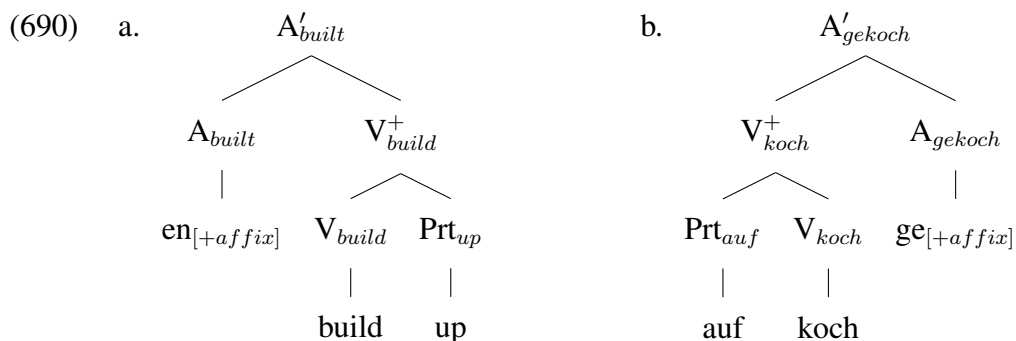 (690) a. A′built b. A′gekoch
Abuilt V+build V+koch Agekoch
en[+affix] Vbuild Prtup Prtauf Vkoch ge[+affix]
build up auf koch